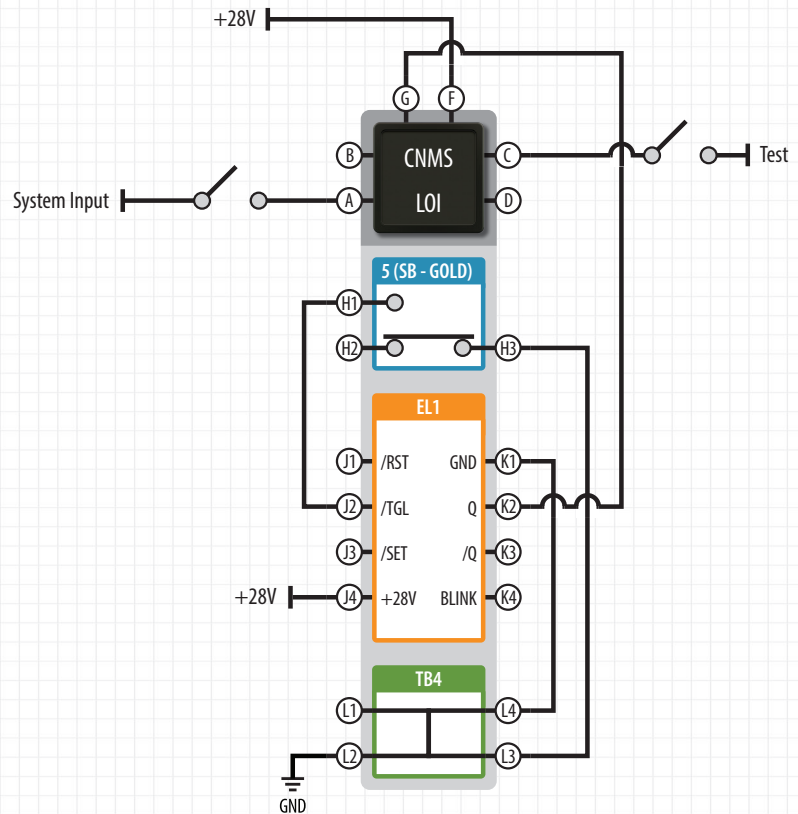 +28V
G F
B CNMS C Test
System Input A LOI D
5 (SB - GOLD)
H1
H2 H3
EL1
J1 /RST GND K1
J2 /TGL Q K2
J3 /SET /Q K3
+28V J4 +28V BLINK K4
TB4
L1 L4
L2 L3
GND